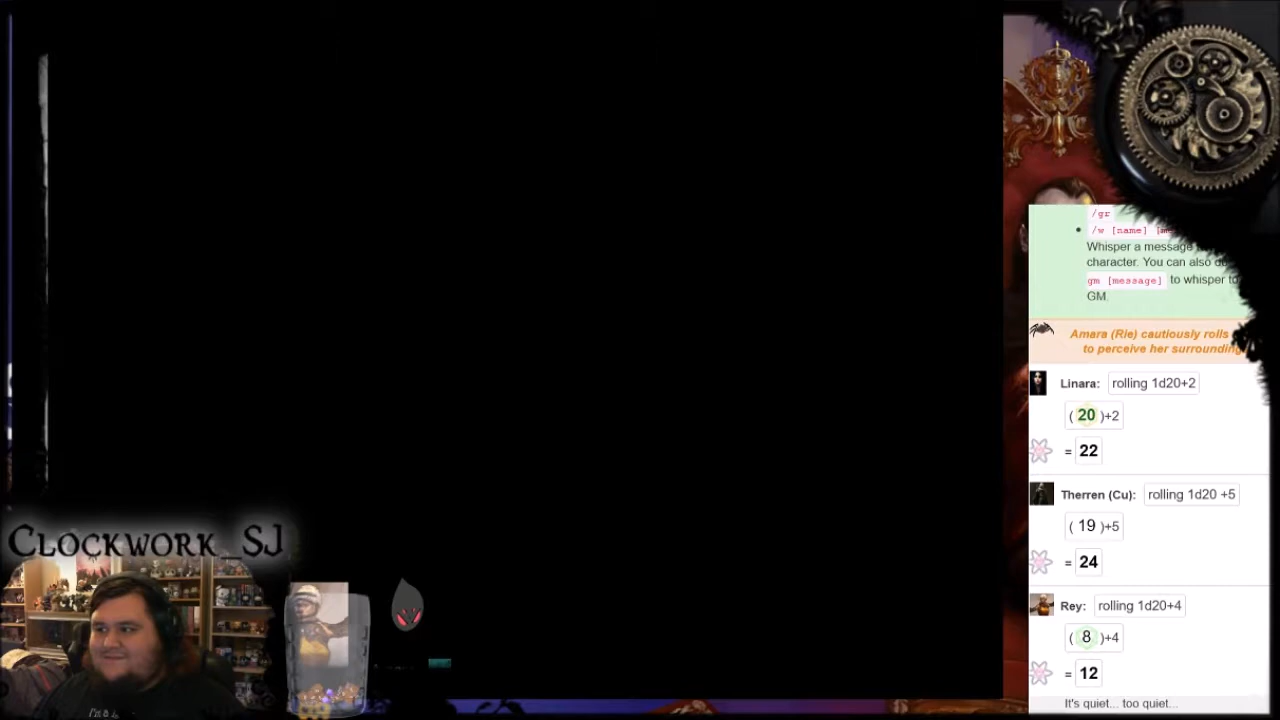 /gr
/w [name]
Whisper a message
character. You can also
gm [message] to whisper to
GM.
Amara (Rie) cautiously rolls
to perceive her surrounding
Linara: rolling 1d20+2
(20)+2
= 22
Therren (Cu): rolling 1d20 +5
(19)+5
= 24
Rey: rolling 1d20+4
(8)+4
= 12
It's quiet... too quiet...
Clockwork_SJ